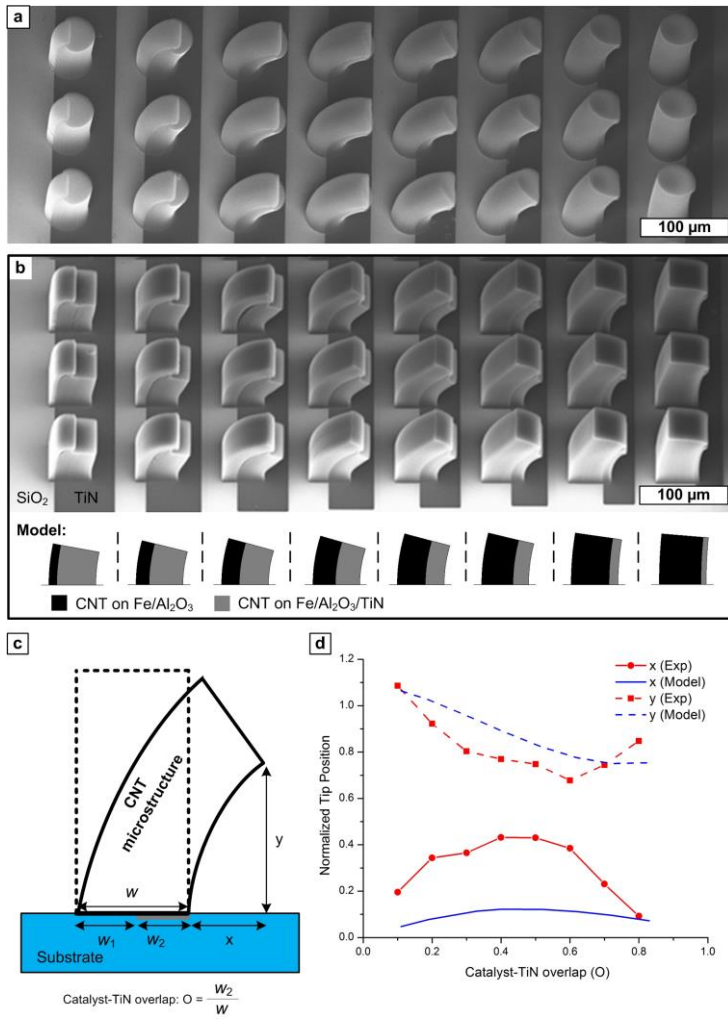 a
100 µm
b
SiO₂ TiN
100 µm
Model:
CNT on Fe/Al₂O₃ CNT on Fe/Al₂O₃/TiN
c
CNT
microstructure
y
w
w₁ w₂ x
Substrate
Catalyst-TiN overlap: O = w₂/w
d
x (Exp)
x (Model)
y (Exp)
y (Model)
Normalized Tip Position
1.2
1.0
0.8
0.6
0.4
0.2
0.0
0.0 0.2 0.4 0.6 0.8 1.0
Catalyst-TiN overlap (O)